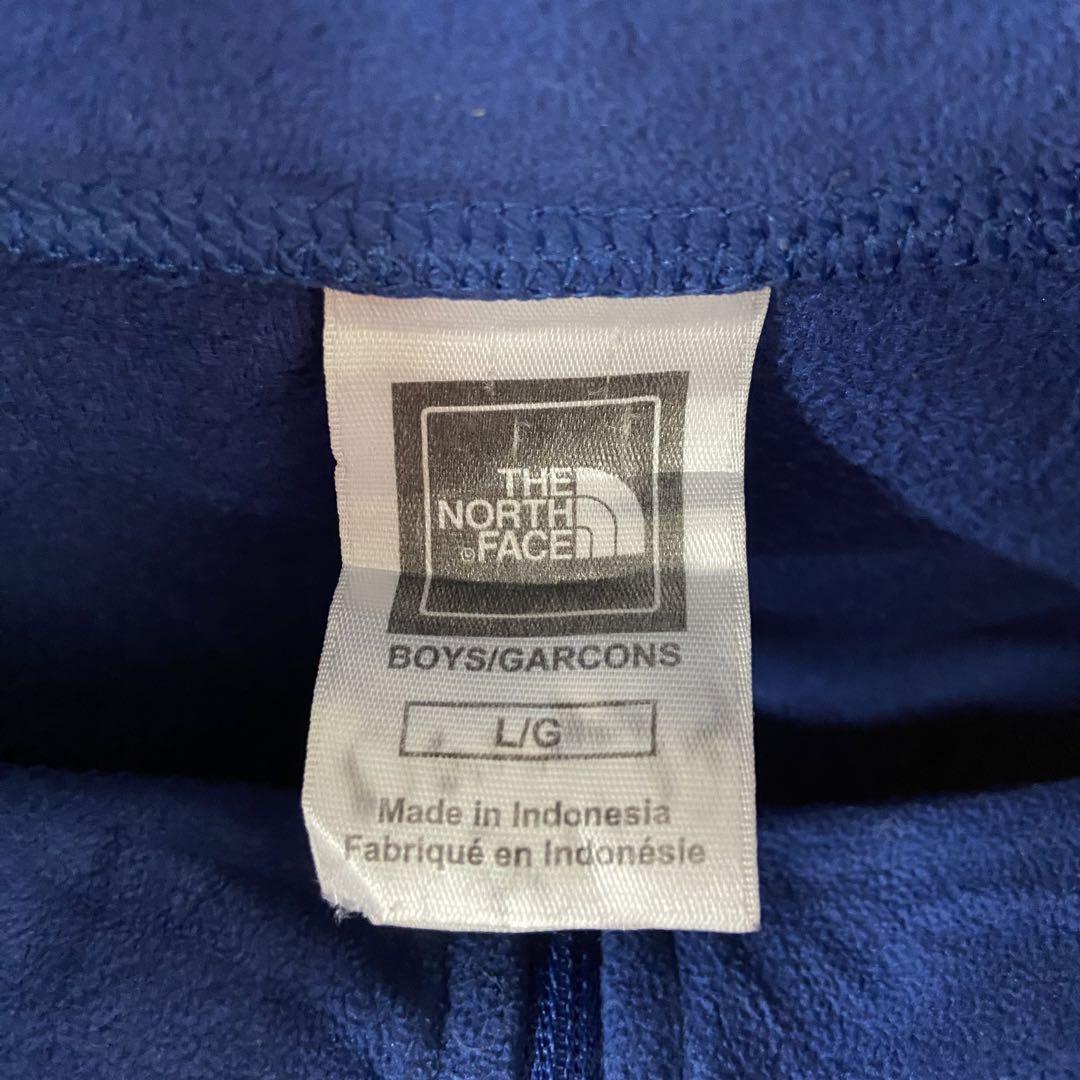 THE
NORTH
FACE
BOYS/GARCONS
L/G
Made in Indonesia
Fabriqué en Indonésie